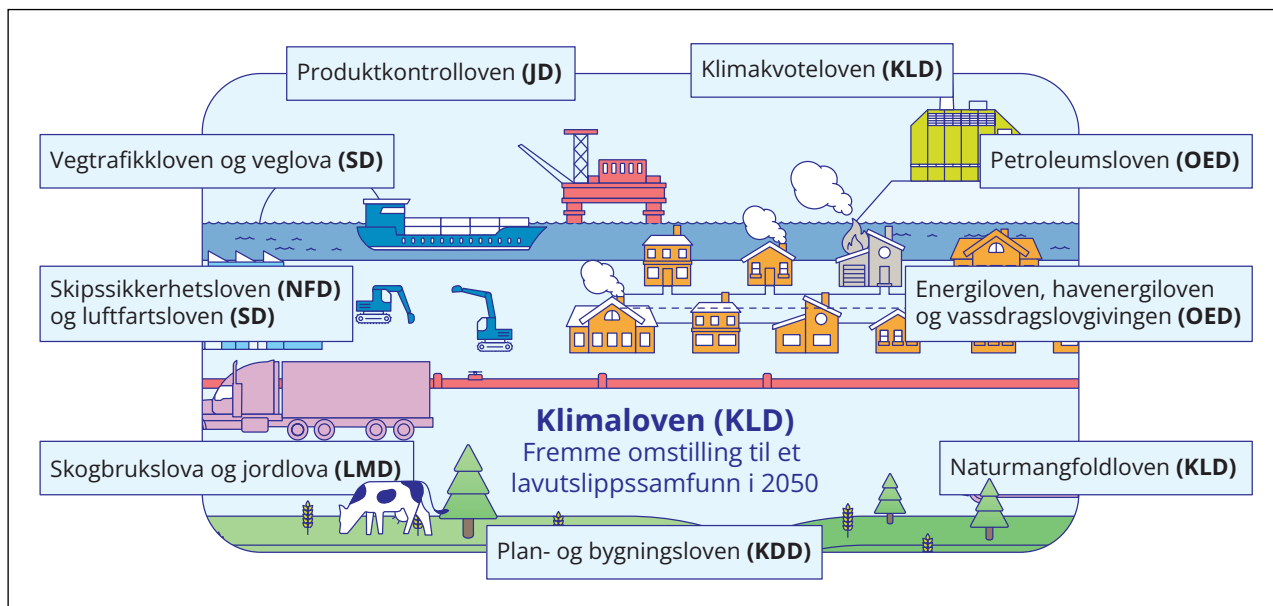 Produktkontrolloven (JD)
Klimakvoteloven (KLD)
Vegtrafikkloven og veglova (SD)
Petroleumsloven (OED)
Skipssikkerhetsloven (NFD)
og luftfartsloven (SD)
Energiloven, havenergiloven
og vassdragslovgivingen (OED)
Klimaloven (KLD)
Fremme omstilling til et
lavutslippssamfunn i 2050
Skogbrukslova og jordlova (LMD)
Naturmangfoldloven (KLD)
Plan- og bygningsloven (KDD)